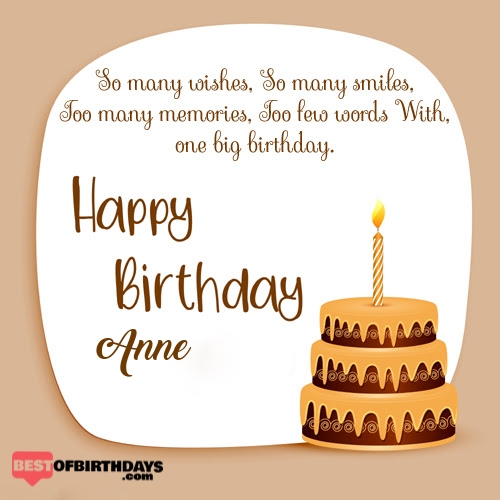 So many wishes, So many smiles,
Too many memories, Too few words With,
one big birthday.
Happy
Birthday
Anne
BESTOFBIRTHDAYS
.com